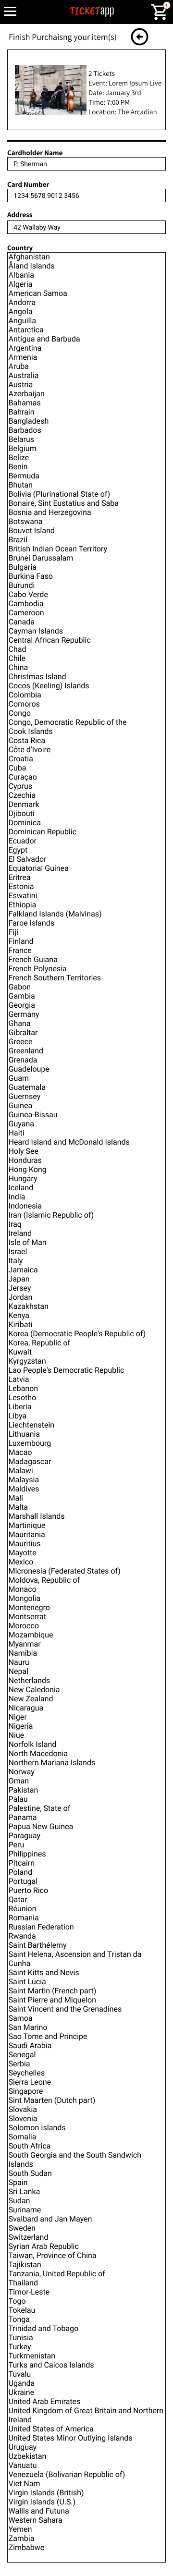 TICKETapp
1
Finish Purchaisng your item(s)
2 Tickets
Event: Lorem Ipsum Live
Date: January 3rd
Time: 7:00 PM
Location: The Arcadian
Cardholder Name
P. Sherman
Card Number
1234 5678 9012 3456
Address
42 Wallaby Way
Country
Afghanistan
Åland Islands
Albania
Algeria
American Samoa
Andorra
Angola
Anguilla
Antarctica
Antigua and Barbuda
Argentina
Armenia
Aruba
Australia
Austria
Azerbaijan
Bahamas
Bahrain
Bangladesh
Barbados
Belarus
Belgium
Belize
Benin
Bermuda
Bhutan
Bolivia (Plurinational State of)
Bonaire, Sint Eustatius and Saba
Bosnia and Herzegovina
Botswana
Bouvet Island
Brazil
British Indian Ocean Territory
Brunei Darussalam
Bulgaria
Burkina Faso
Burundi
Cabo Verde
Cambodia
Cameroon
Canada
Cayman Islands
Central African Republic
Chad
Chile
China
Christmas Island
Cocos (Keeling) Islands
Colombia
Comoros
Congo
Congo, Democratic Republic of the
Cook Islands
Costa Rica
Côte d'Ivoire
Croatia
Cuba
Curaçao
Cyprus
Czechia
Denmark
Djibouti
Dominica
Dominican Republic
Ecuador
Egypt
El Salvador
Equatorial Guinea
Eritrea
Estonia
Eswatini
Ethiopia
Falkland Islands (Malvinas)
Faroe Islands
Fiji
Finland
France
French Guiana
French Polynesia
French Southern Territories
Gabon
Gambia
Georgia
Germany
Ghana
Gibraltar
Greece
Greenland
Grenada
Guadeloupe
Guam
Guatemala
Guernsey
Guinea
Guinea-Bissau
Guyana
Haiti
Heard Island and McDonald Islands
Holy See
Honduras
Hong Kong
Hungary
Iceland
India
Indonesia
Iran (Islamic Republic of)
Iraq
Ireland
Isle of Man
Israel
Italy
Jamaica
Japan
Jersey
Jordan
Kazakhstan
Kenya
Kiribati
Korea (Democratic People's Republic of)
Korea, Republic of
Kuwait
Kyrgyzstan
Lao People's Democratic Republic
Latvia
Lebanon
Lesotho
Liberia
Libya
Liechtenstein
Lithuania
Luxembourg
Macao
Madagascar
Malawi
Malaysia
Maldives
Mali
Malta
Marshall Islands
Martinique
Mauritania
Mauritius
Mayotte
Mexico
Micronesia (Federated States of)
Moldova, Republic of
Monaco
Mongolia
Montenegro
Montserrat
Morocco
Mozambique
Myanmar
Namibia
Nauru
Nepal
Netherlands
New Caledonia
New Zealand
Nicaragua
Niger
Nigeria
Niue
Norfolk Island
North Macedonia
Northern Mariana Islands
Norway
Oman
Pakistan
Palau
Palestine, State of
Panama
Papua New Guinea
Paraguay
Peru
Philippines
Pitcairn
Poland
Portugal
Puerto Rico
Qatar
Réunion
Romania
Russian Federation
Rwanda
Saint Barthélemy
Saint Helena, Ascension and Tristan da
Cunha
Saint Kitts and Nevis
Saint Lucia
Saint Martin (French part)
Saint Pierre and Miquelon
Saint Vincent and the Grenadines
Samoa
San Marino
Sao Tome and Principe
Saudi Arabia
Senegal
Serbia
Seychelles
Sierra Leone
Singapore
Sint Maarten (Dutch part)
Slovakia
Slovenia
Solomon Islands
Somalia
South Africa
South Georgia and the South Sandwich
Islands
South Sudan
Spain
Sri Lanka
Sudan
Suriname
Svalbard and Jan Mayen
Sweden
Switzerland
Syrian Arab Republic
Taiwan, Province of China
Tajikistan
Tanzania, United Republic of
Thailand
Timor-Leste
Togo
Tokelau
Tonga
Trinidad and Tobago
Tunisia
Turkey
Turkmenistan
Turks and Caicos Islands
Tuvalu
Uganda
Ukraine
United Arab Emirates
United Kingdom of Great Britain and Northern
Ireland
United States of America
United States Minor Outlying Islands
Uruguay
Uzbekistan
Vanuatu
Venezuela (Bolivarian Republic of)
Viet Nam
Virgin Islands (British)
Virgin Islands (U.S.)
Wallis and Futuna
Western Sahara
Yemen
Zambia
Zimbabwe